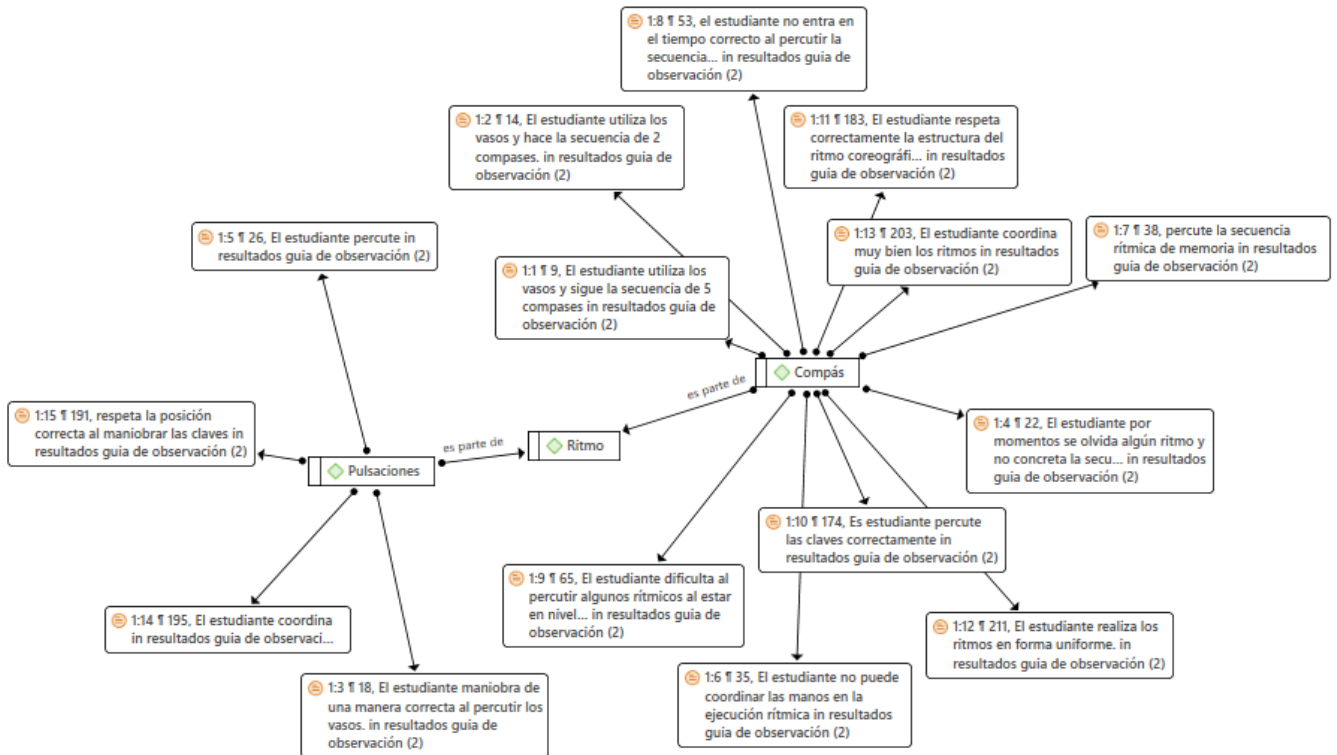 1:8 ¶ 53, el estudiante no entra en
el tiempo correcto al percutir la
secuencia... in resultados guia de
observación (2)
1:2 ¶ 14, El estudiante utiliza los
vasos y hace la secuencia de 2
compases. in resultados guia de
observación (2)
1:11 ¶ 183, El estudiante respeta
correctamente la estructura del
ritmo coreográfi... in resultados
guia de observación (2)
1:5 ¶ 26, El estudiante percute in
resultados guia de observación (2)
1:13 ¶ 203, El estudiante coordina
muy bien los ritmos in resultados
guia de observación (2)
1:7 ¶ 38, percute la secuencia
rítmica de memoria in resultados
guia de observación (2)
1:1 ¶ 9, El estudiante utiliza los
vasos y sigue la secuencia de 5
compases in resultados guia de
observación (2)
Compás
es parte de
1:15 ¶ 191, respeta la posición
correcta al maniobrar las claves in
resultados guia de observación (2)
es parte de
Ritmo
Pulsaciones
1:4 ¶ 22, El estudiante por
momentos se olvida algún ritmo y
no concreta la secu... in resultados
guia de observación (2)
1:10 ¶ 174, Es estudiante percute
las claves correctamente in
resultados guia de observación (2)
1:9 ¶ 65, El estudiante dificulta al
percutir algunos rítmicos al estar
en nivel... in resultados guia de
observación (2)
1:14 ¶ 195, El estudiante coordina
in resultados guia de observaci...
1:12 ¶ 211, El estudiante realiza los
ritmos en forma uniforme. in
resultados guia de observación (2)
1:3 ¶ 18, El estudiante maniobra de
una manera correcta al percutir los
vasos. in resultados guia de
observación (2)
1:6 ¶ 35, El estudiante no puede
coordinar las manos en la
ejecución rítmica in resultados
guia de observación (2)